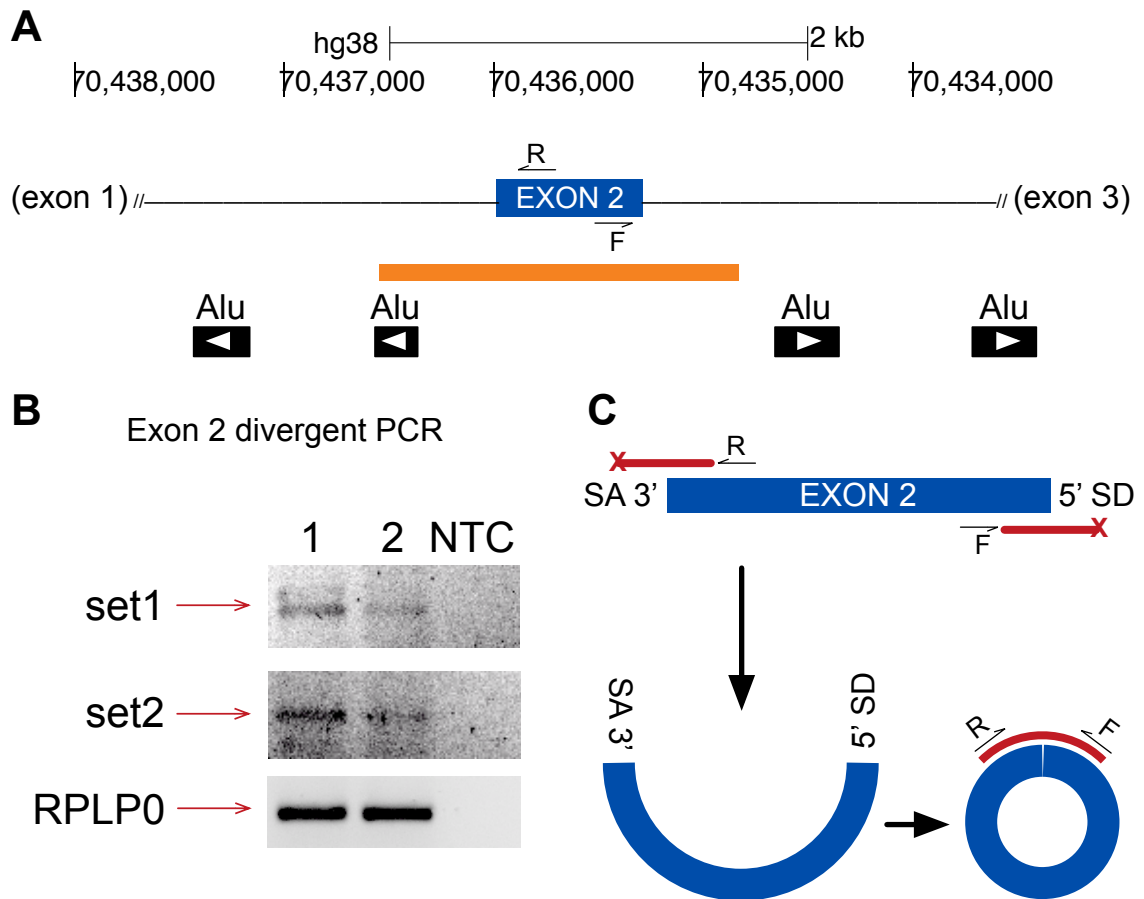 A
hg38 2 kb
70,438,000 70,437,000 70,436,000 70,435,000 70,434,000
R
(exon 1) // EXON 2 // (exon 3)
F
Alu Alu Alu Alu
B
Exon 2 divergent PCR
1 2 NTC
set1
set2
RPLP0
C
X R
SA 3’ EXON 2 5’ SD
F X
SA 3’ 5’ SD
R F